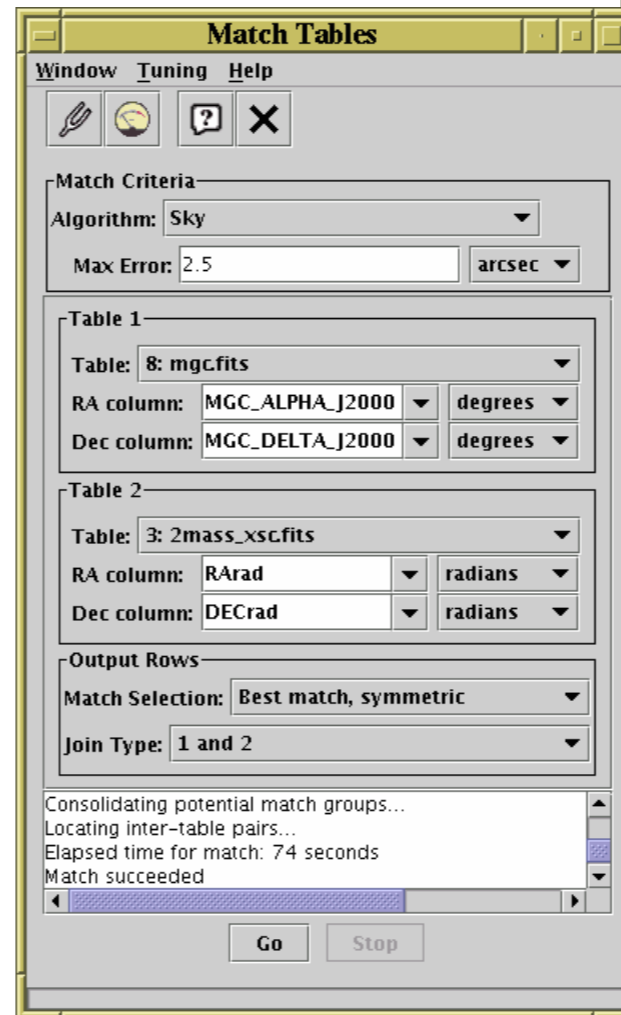 Match Tables
Window Tuning Help
Match Criteria
Algorithm: Sky
Max Error: 2.5 arcsec
Table 1
Table: 8: mgc.fits
RA column: MGC_ALPHA_J2000 degrees
Dec column: MGC_DELTA_J2000 degrees
Table 2
Table: 3: 2mass_xsc.fits
RA column: RArad radians
Dec column: DECrad radians
Output Rows
Match Selection: Best match, symmetric
Join Type: 1 and 2
Consolidating potential match groups...
Locating inter-table pairs...
Elapsed time for match: 74 seconds
Match succeeded
Go Stop